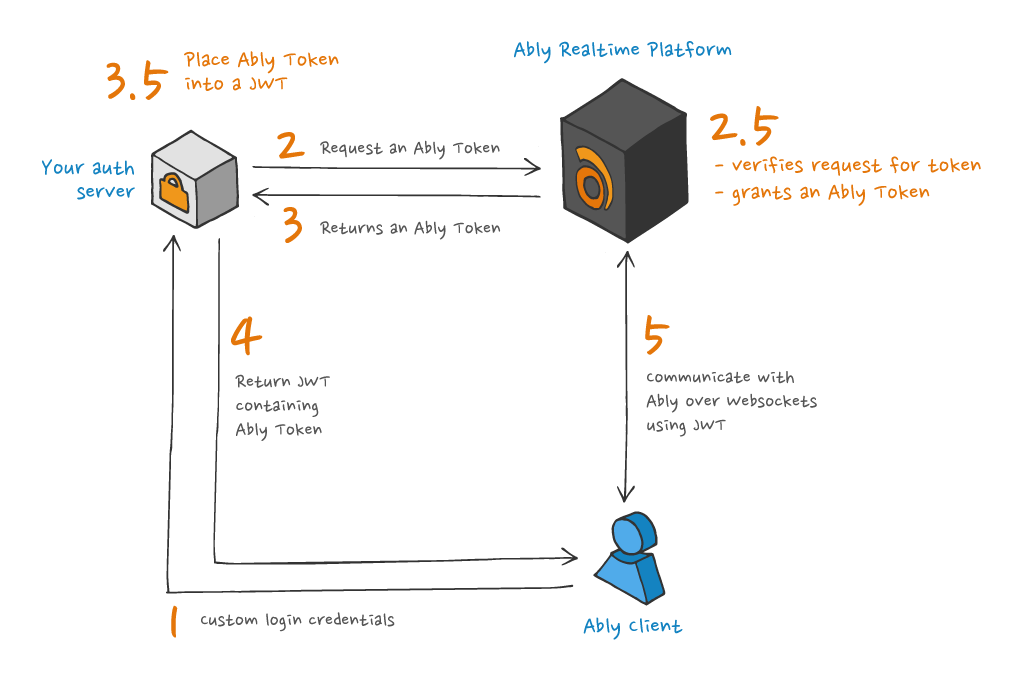 3.5
Place Ably Token
into a JWT
Ably Realtime Platform
Your auth
server
2
Request an Ably Token
2.5
- verifies request for token
- grants an Ably Token
3
Returns an Ably Token
4
Return JWT
containing
Ably Token
5
communicate with
Ably over Websockets
using JWT
1
custom login credentials
Ably Client